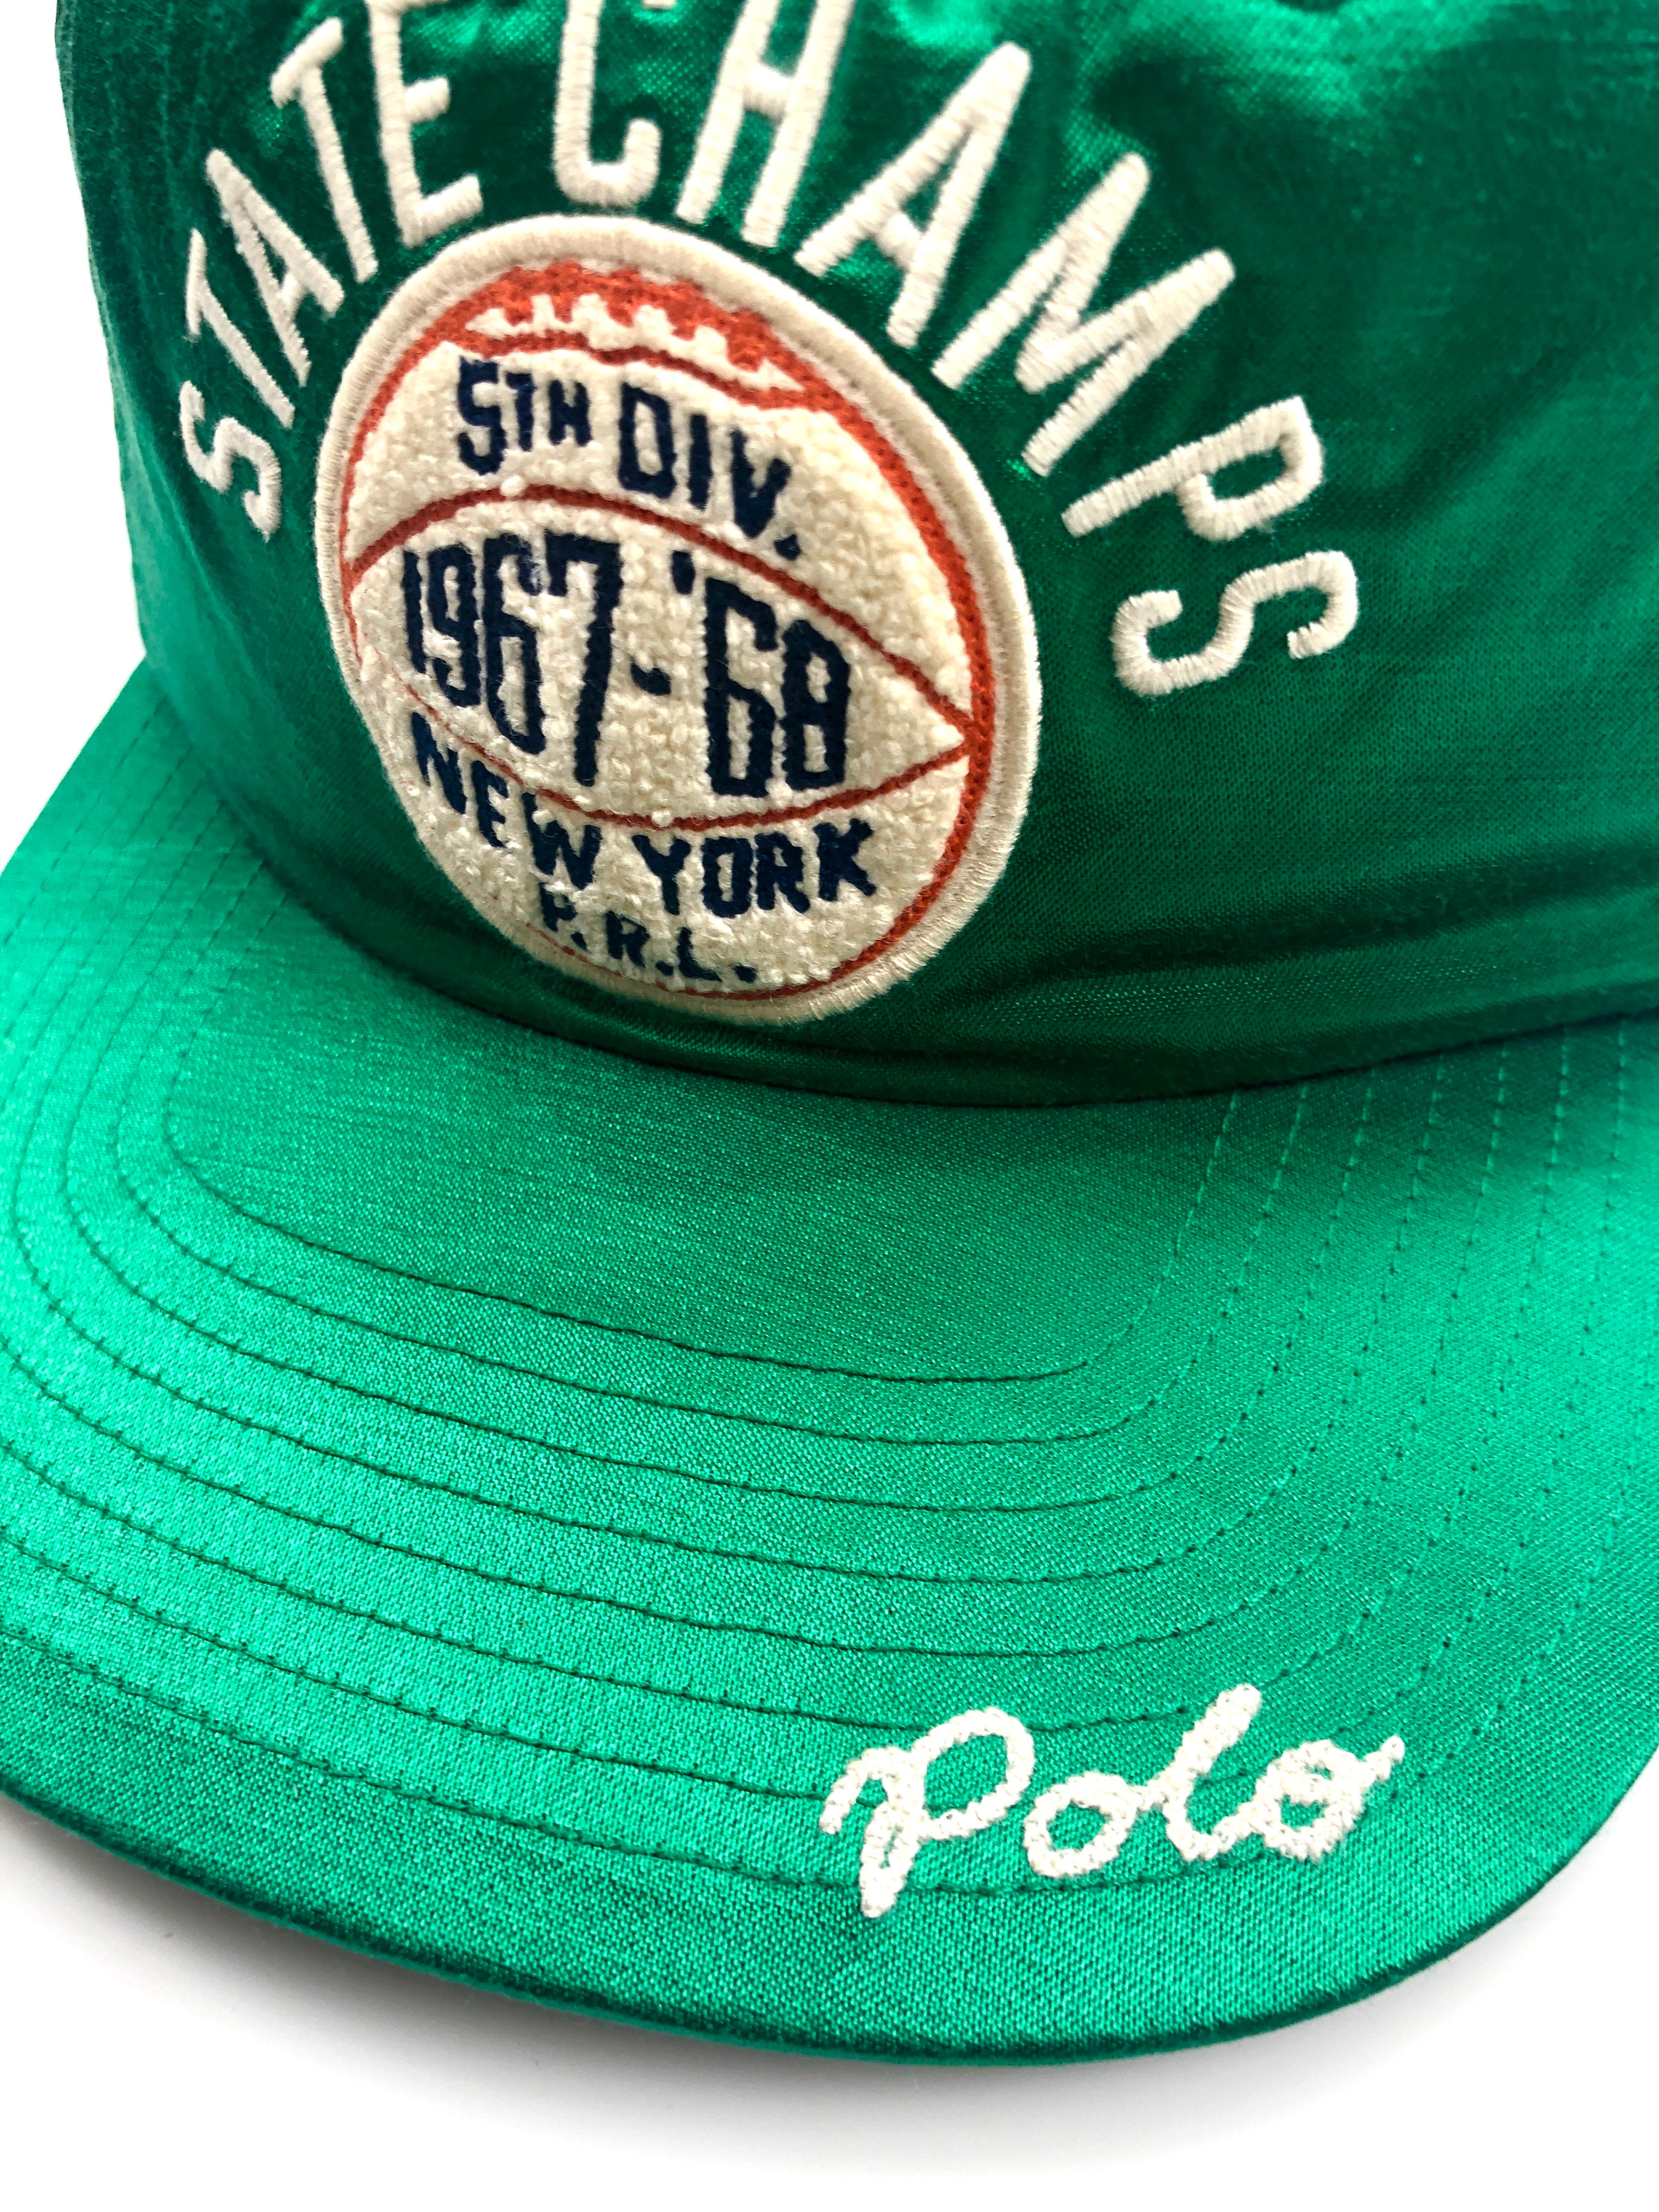 STATE CHAMPS
5TH DIV.
1967-'68
NEW YORK
P.R.L.
Polo